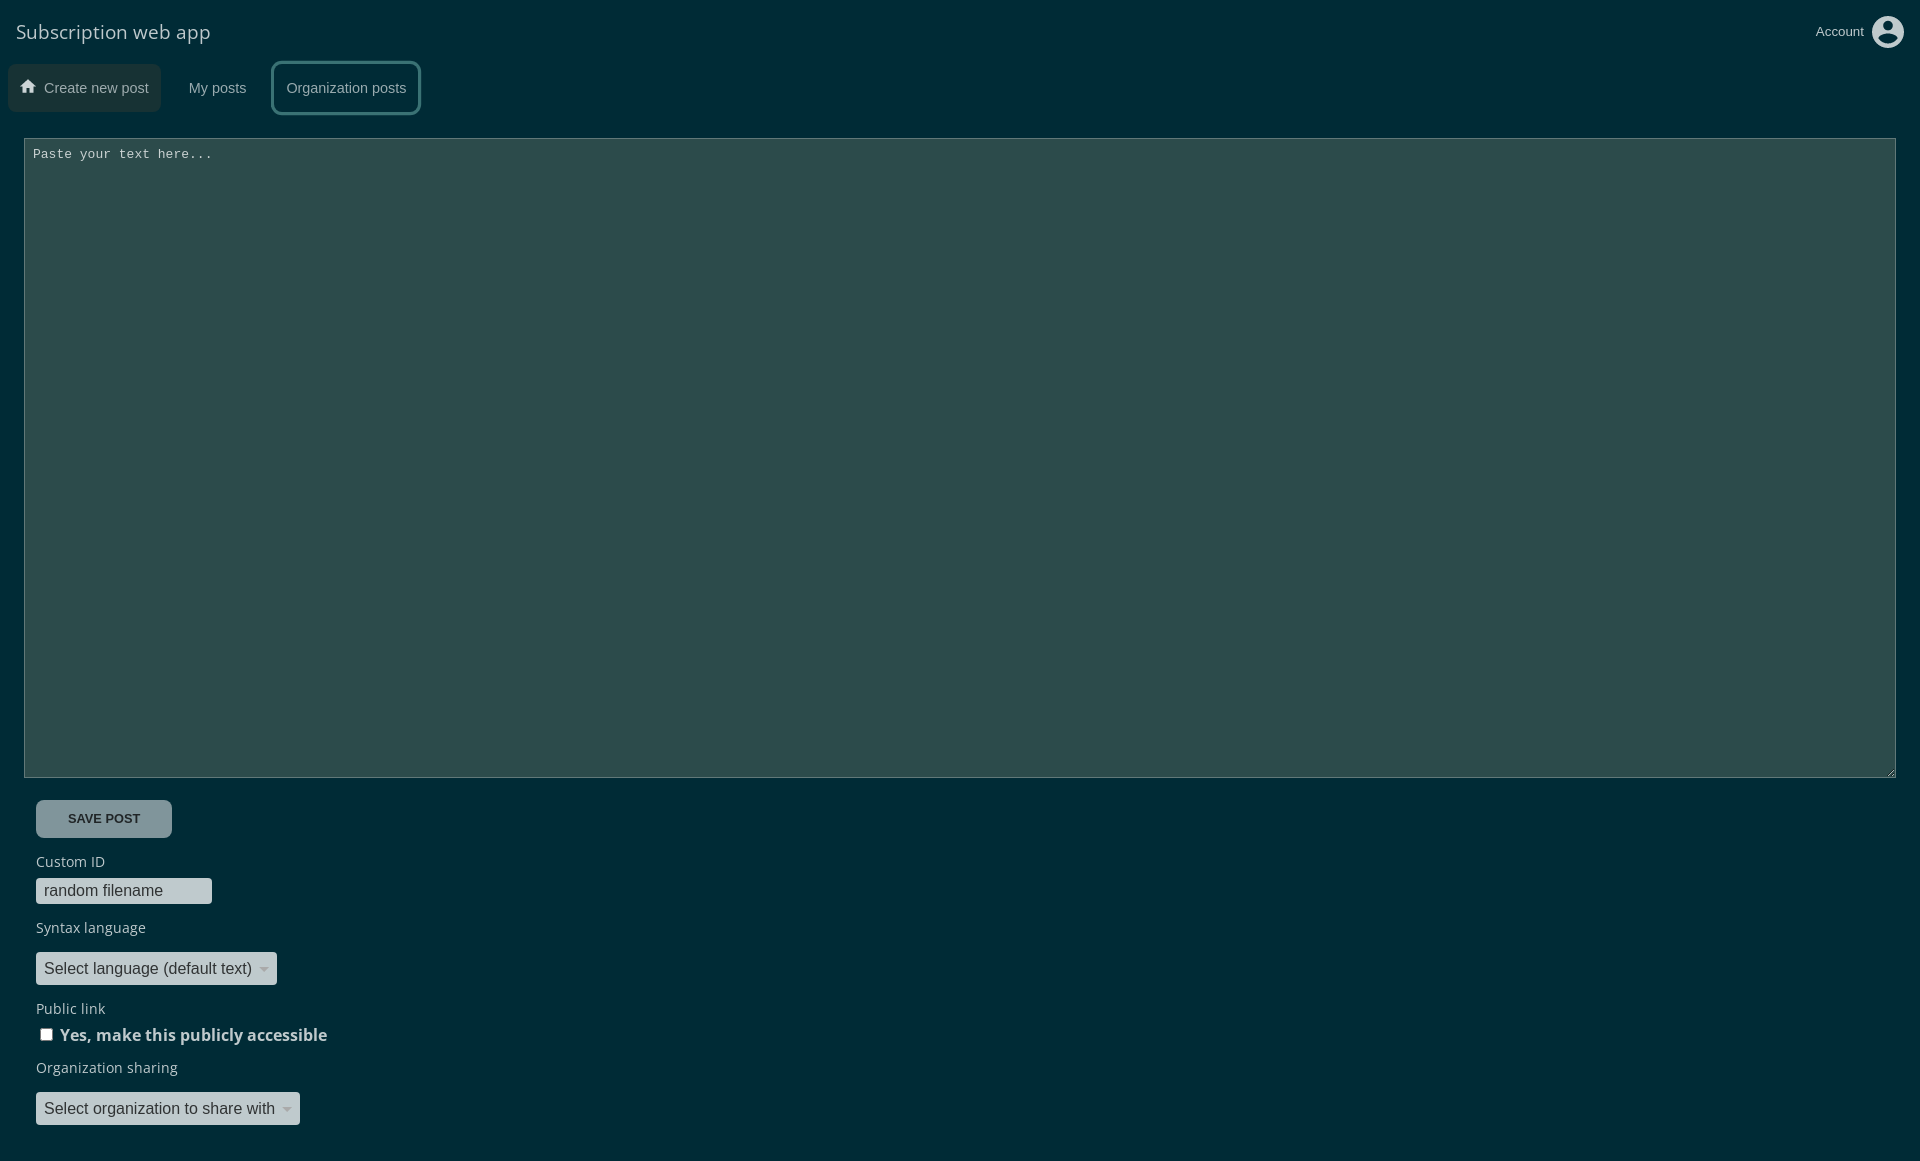 Subscription web app
Account
Create new post
My posts
Organization posts
Paste your text here...
SAVE POST
Custom ID
random filename
Syntax language
Select language (default text)
Public link
Yes, make this publicly accessible
Organization sharing
Select organization to share with